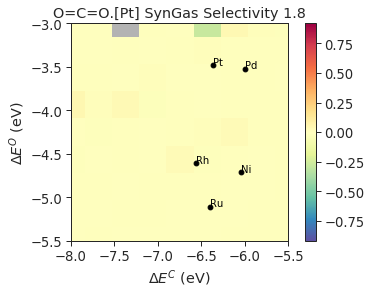 O=C=O.[Pt] SynGas Selectivity 1.8
−3.0
−3.5
−4.0
−4.5
−5.0
−5.5
ΔE^O (eV)
Pt
Pd
Rh
Ni
Ru
−8.0 −7.5 −7.0 −6.5 −6.0 −5.5
ΔE^C (eV)
0.75
0.50
0.25
0.00
−0.25
−0.50
−0.75